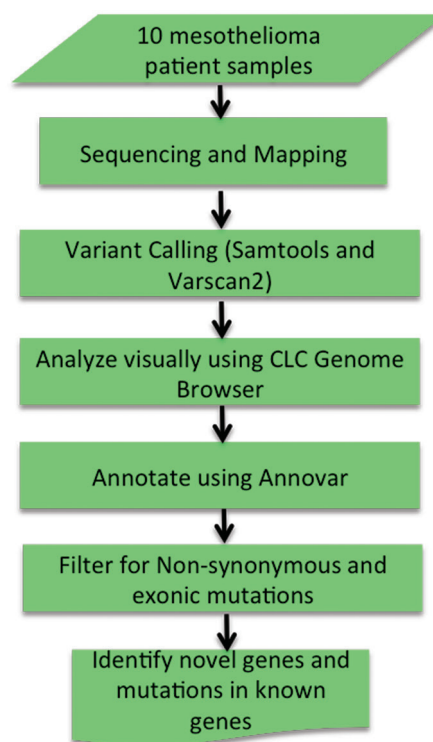 10 mesothelioma
patient samples
Sequencing and Mapping
Variant Calling (Samtools and
Varscan2)
Analyze visually using CLC Genome
Browser
Annotate using Annovar
Filter for Non-synonymous and
exonic mutations
Identify novel genes and
mutations in known
genes